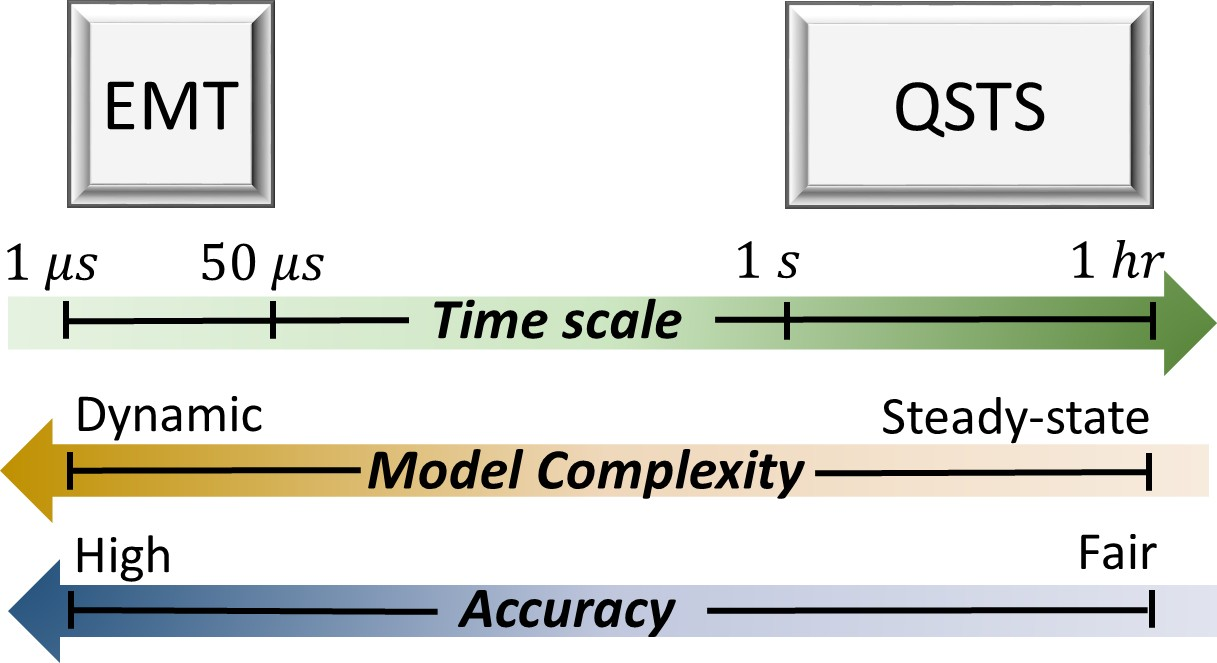 EMT QSTS
1 μs 50 μs 1 s 1 hr
Time scale
Dynamic Steady-state
Model Complexity
High Fair
Accuracy